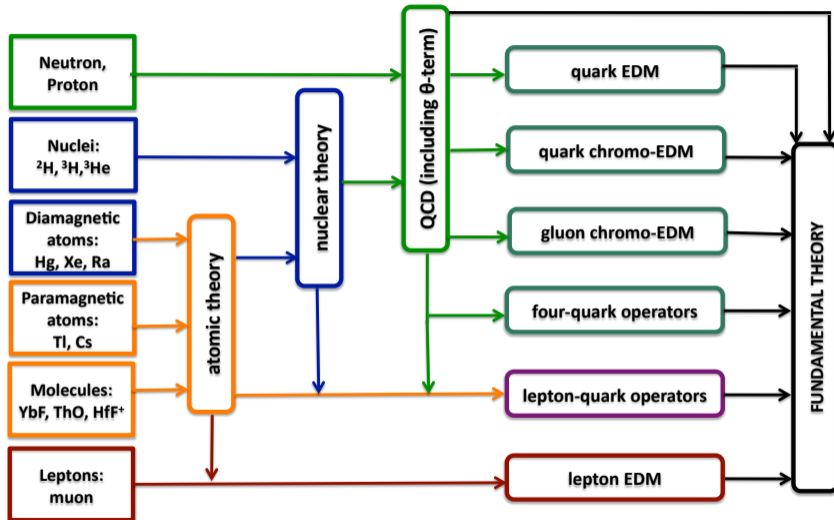 Neutron,
Proton
Nuclei:
²H, ³H,³He
Diamagnetic
atoms:
Hg, Xe, Ra
Paramagnetic
atoms:
Tl, Cs
Molecules:
YbF, ThO, HfF⁺
Leptons:
muon
atomic theory
nuclear theory
QCD (including θ-term)
quark EDM
quark chromo-EDM
gluon chromo-EDM
four-quark operators
lepton-quark operators
lepton EDM
FUNDAMENTAL THEORY